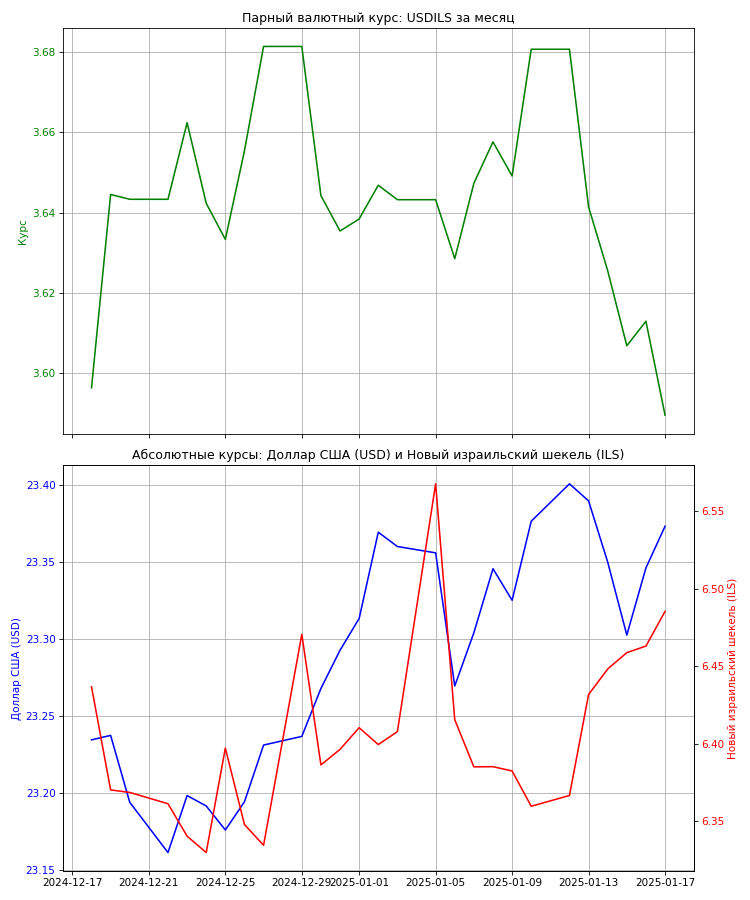 Парный валютный курс: USDILS за месяц
3.68
3.66
3.64
3.62
3.60
Курс
Абсолютные курсы: Доллар США (USD) и Новый израильский шекель (ILS)
23.40
23.35
23.30
23.25
23.20
23.15
Доллар США (USD)
6.55
6.50
6.45
6.40
6.35
Новый израильский шекель (ILS)
2024-12-17 2024-12-21 2024-12-25 2024-12-29 2025-01-01 2025-01-05 2025-01-09 2025-01-13 2025-01-17